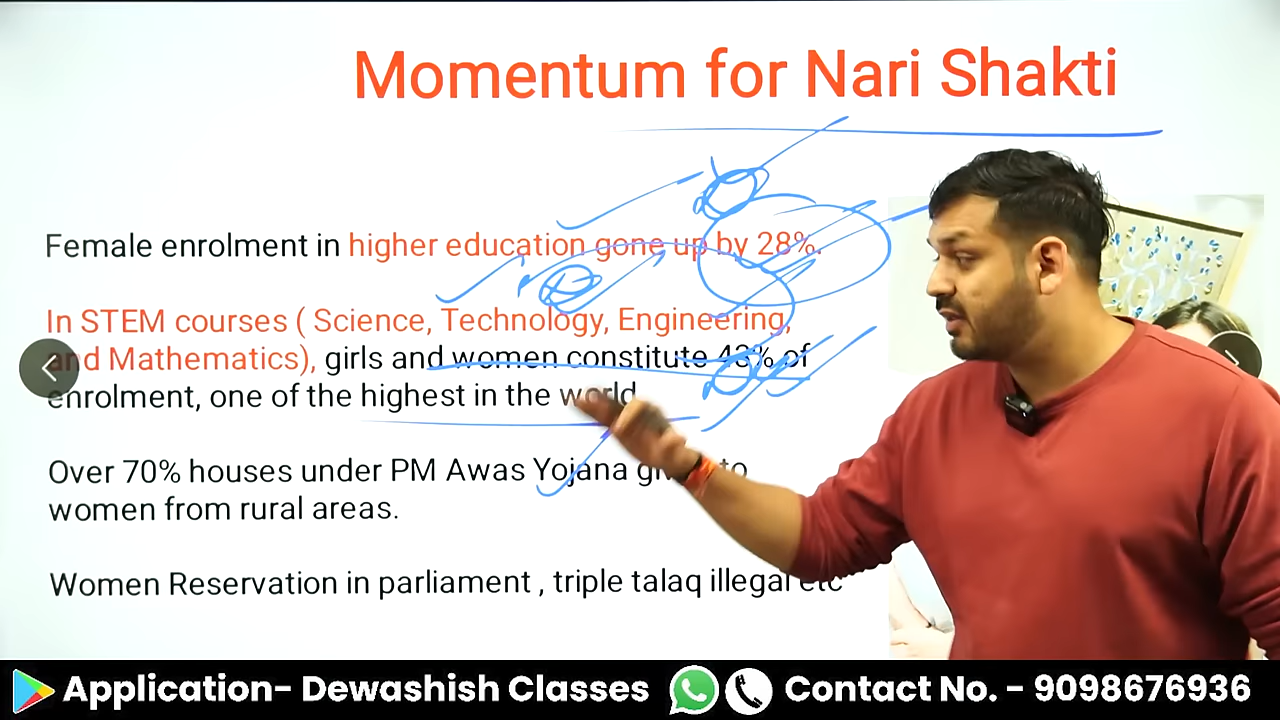 Momentum for Nari Shakti
Female enrolment in higher education gone up by 28%.
In STEM courses ( Science, Technology, Engineering,
and Mathematics), girls and women constitute 43% of
enrolment, one of the highest in the world
Over 70% houses under PM Awas Yojana to
women from rural areas.
Women Reservation in parliament , triple talaq illegal etc
Application- Dewashish Classes Contact No. - 9098676936